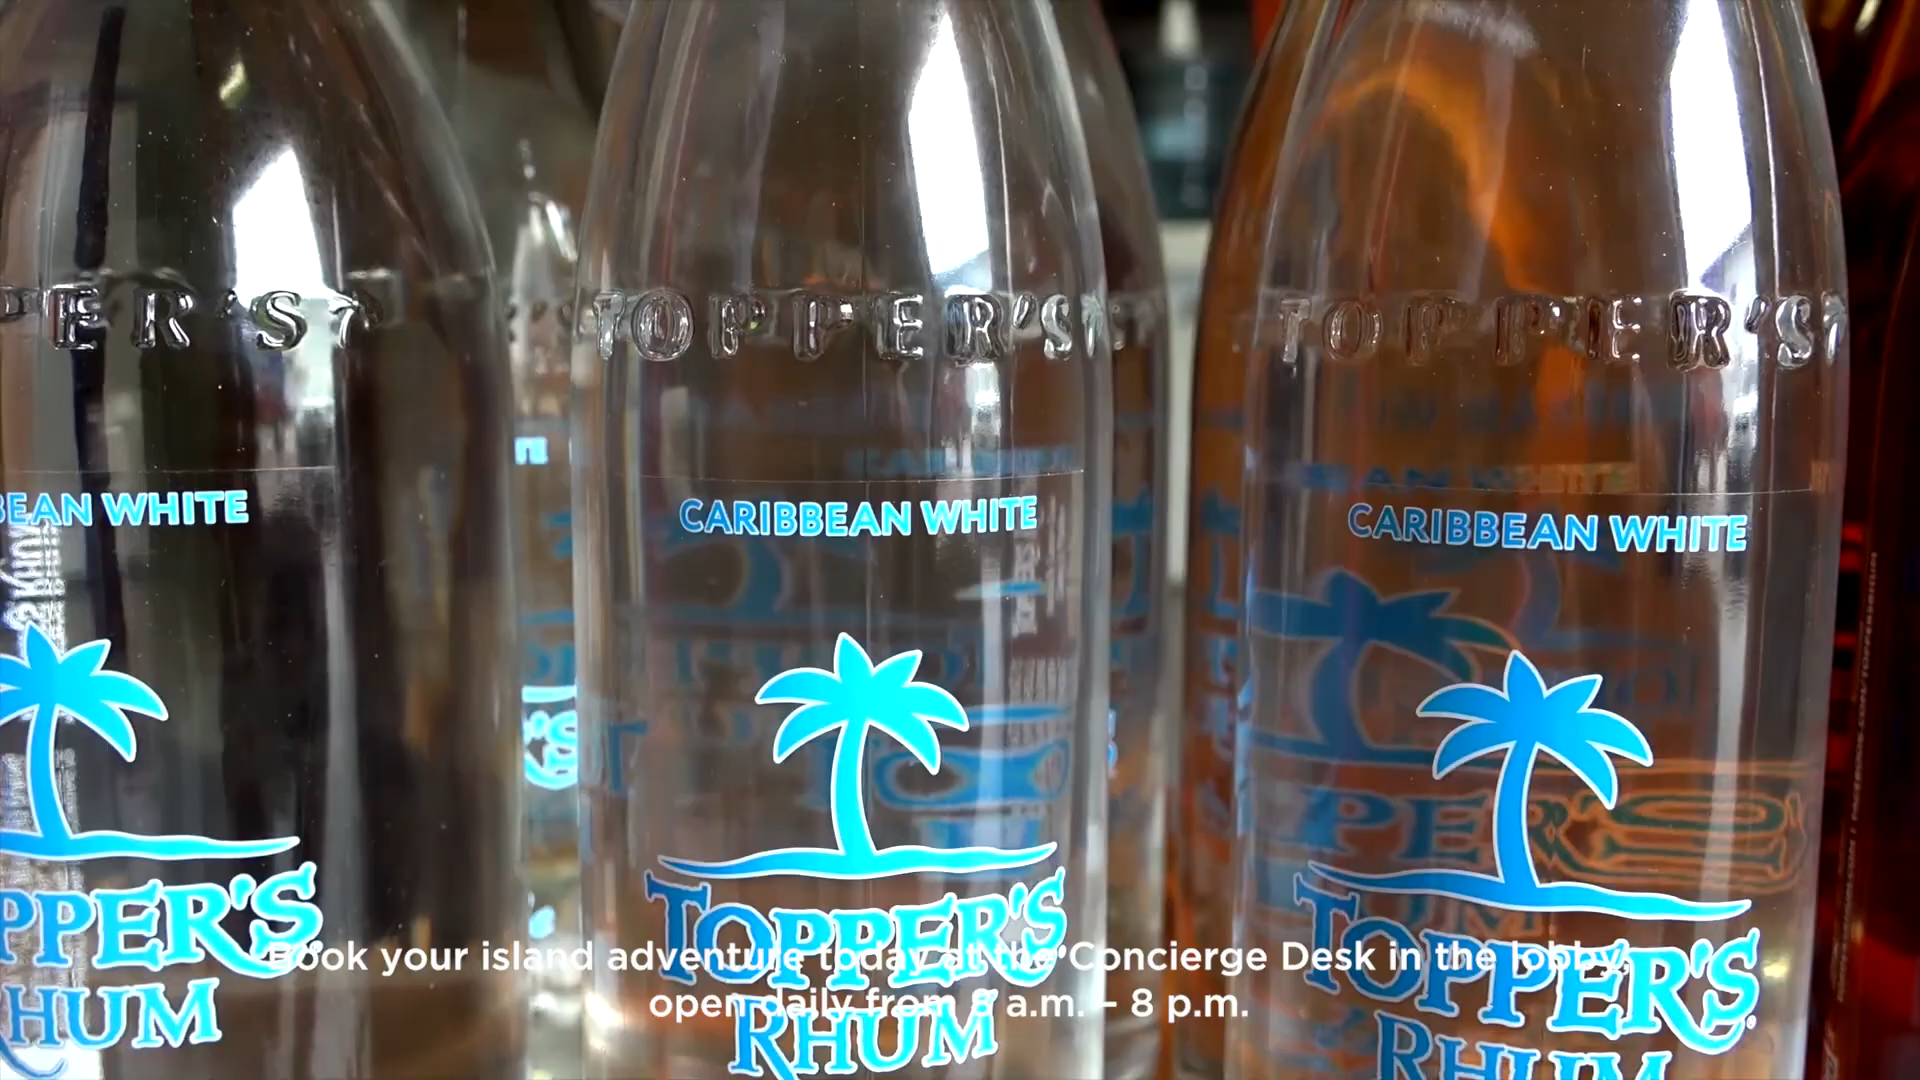 PER'S
TOPPER'S
TOPPER'S
BEAN WHITE
CARIBBEAN WHITE
CARIBBEAN WHITE
PPER'S
HUM
TOPPER'S
RHUM
TOPPER'S
RHUM
Book your island adventure today at the Concierge Desk in the lobby,
open daily from 8 a.m. – 8 p.m.